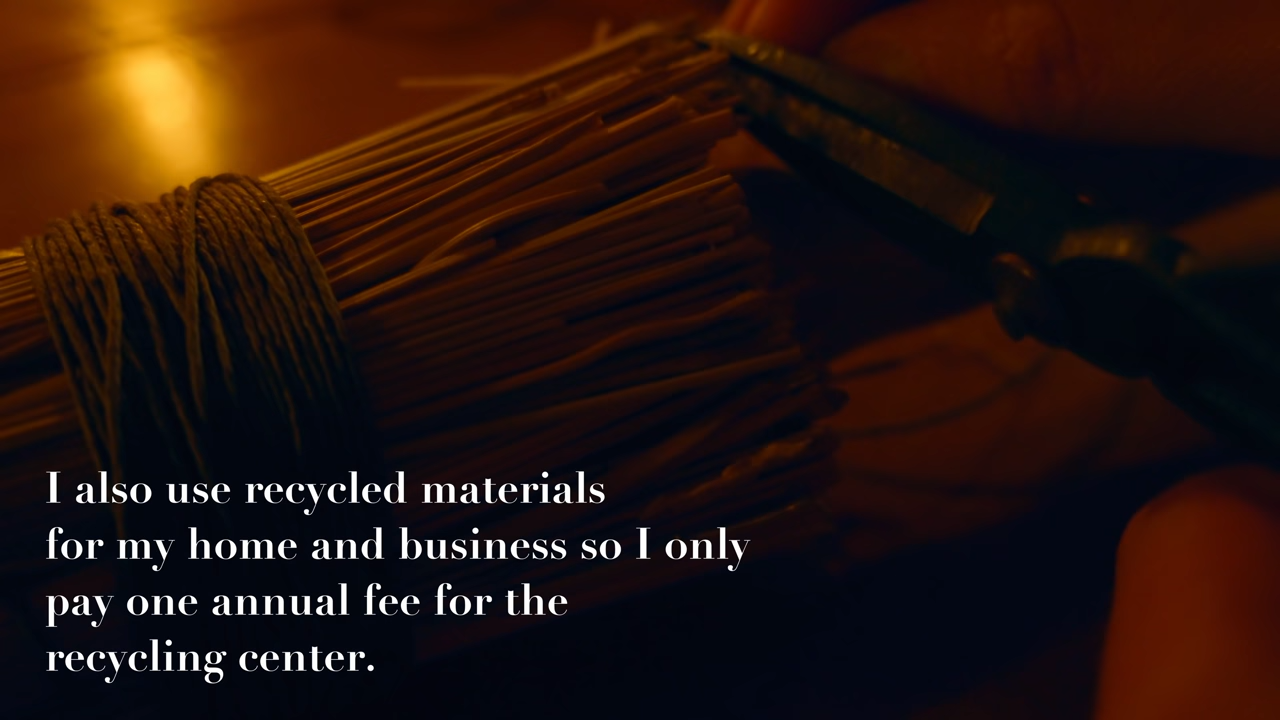 I also use recycled materials
for my home and business so I only
pay one annual fee for the
recycling center.